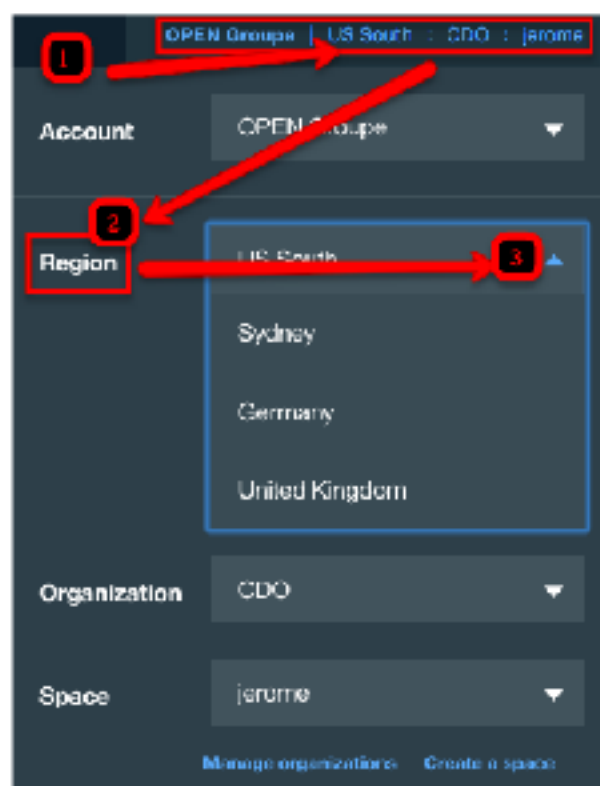 OPEN Groupe | US South : CDO : jerome
1
Account OPEN Groupe
2
Region US South 3
Sydney
Germany
United Kingdom
Organization CDO
Space jerome
Manage organizations Create a space